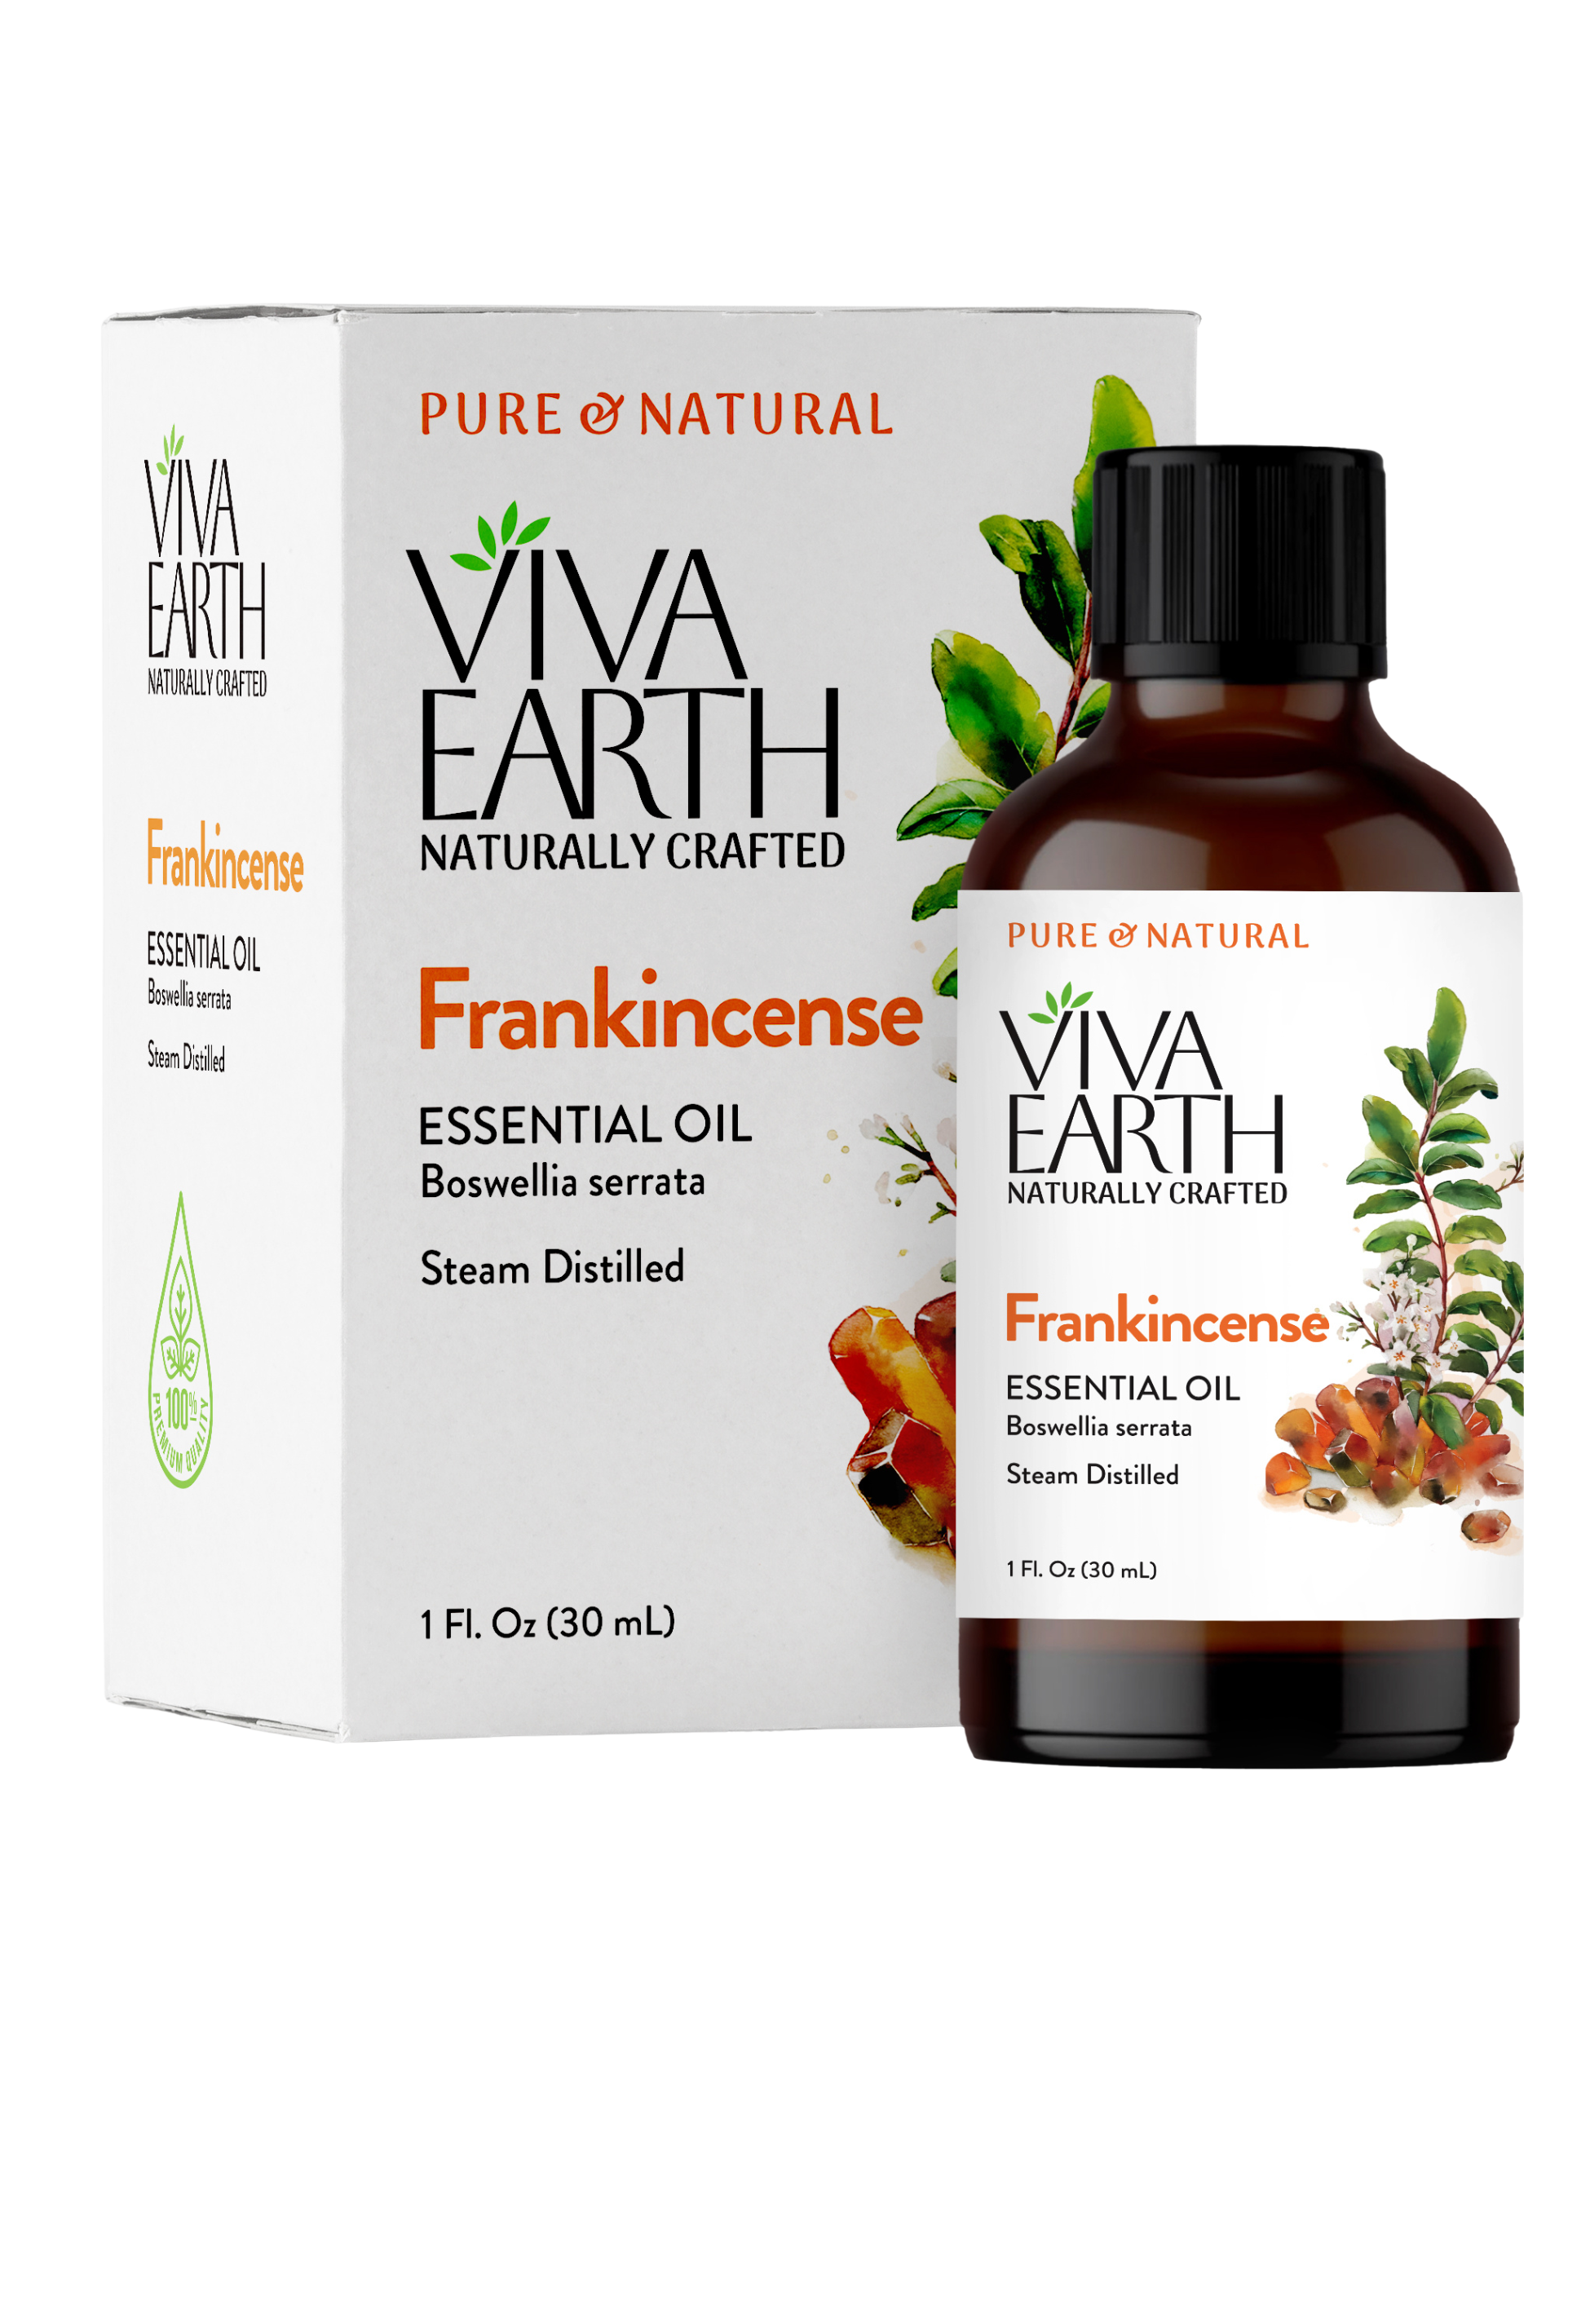 VIVA
EARTH
NATURALLY CRAFTED
Frankincense
ESSENTIAL OIL
Boswellia serrata
Steam Distilled
100%
PREMIUM QUALITY
PURE & NATURAL
VIVA
EARTH
NATURALLY CRAFTED
Frankincense
ESSENTIAL OIL
Boswellia serrata
Steam Distilled
1 Fl. Oz (30 mL)
PURE & NATURAL
VIVA
EARTH
NATURALLY CRAFTED
Frankincense
ESSENTIAL OIL
Boswellia serrata
Steam Distilled
1 Fl. Oz (30 mL)